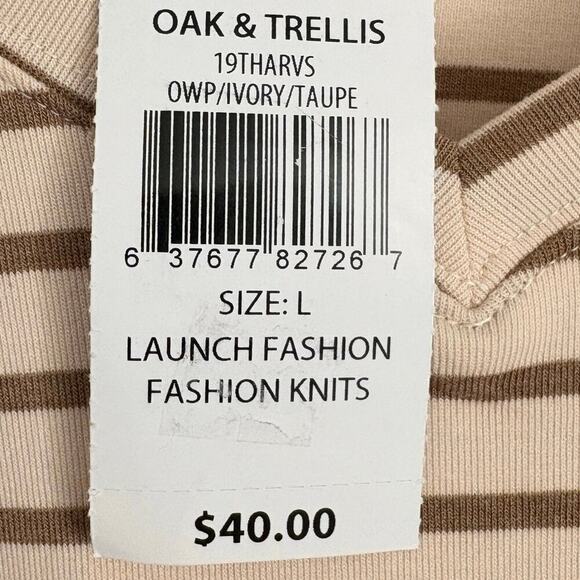 OAK & TRELLIS
19THARVS
OWP/IVORY/TAUPE
6 37677 82726 7
SIZE: L
LAUNCH FASHION
FASHION KNITS
$40.00